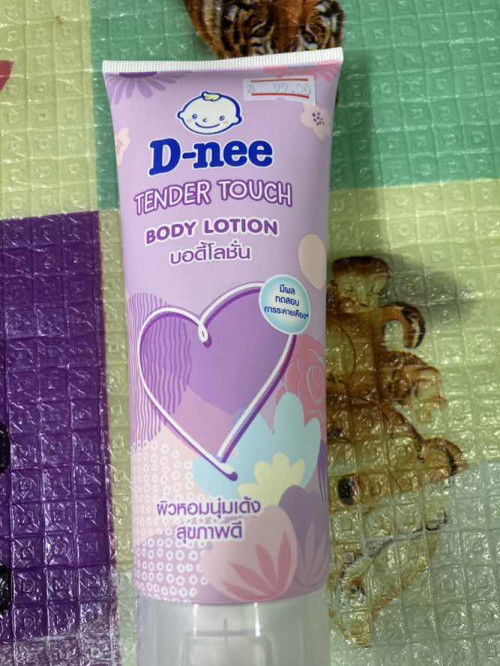 99.00
D-nee
TENDER TOUCH
BODY LOTION
บอดี้โลชั่น
มีผล
ทดสอบ
การระคายเคือง*
ผิวหอมนุ่มเด้ง
สุขภาพดี